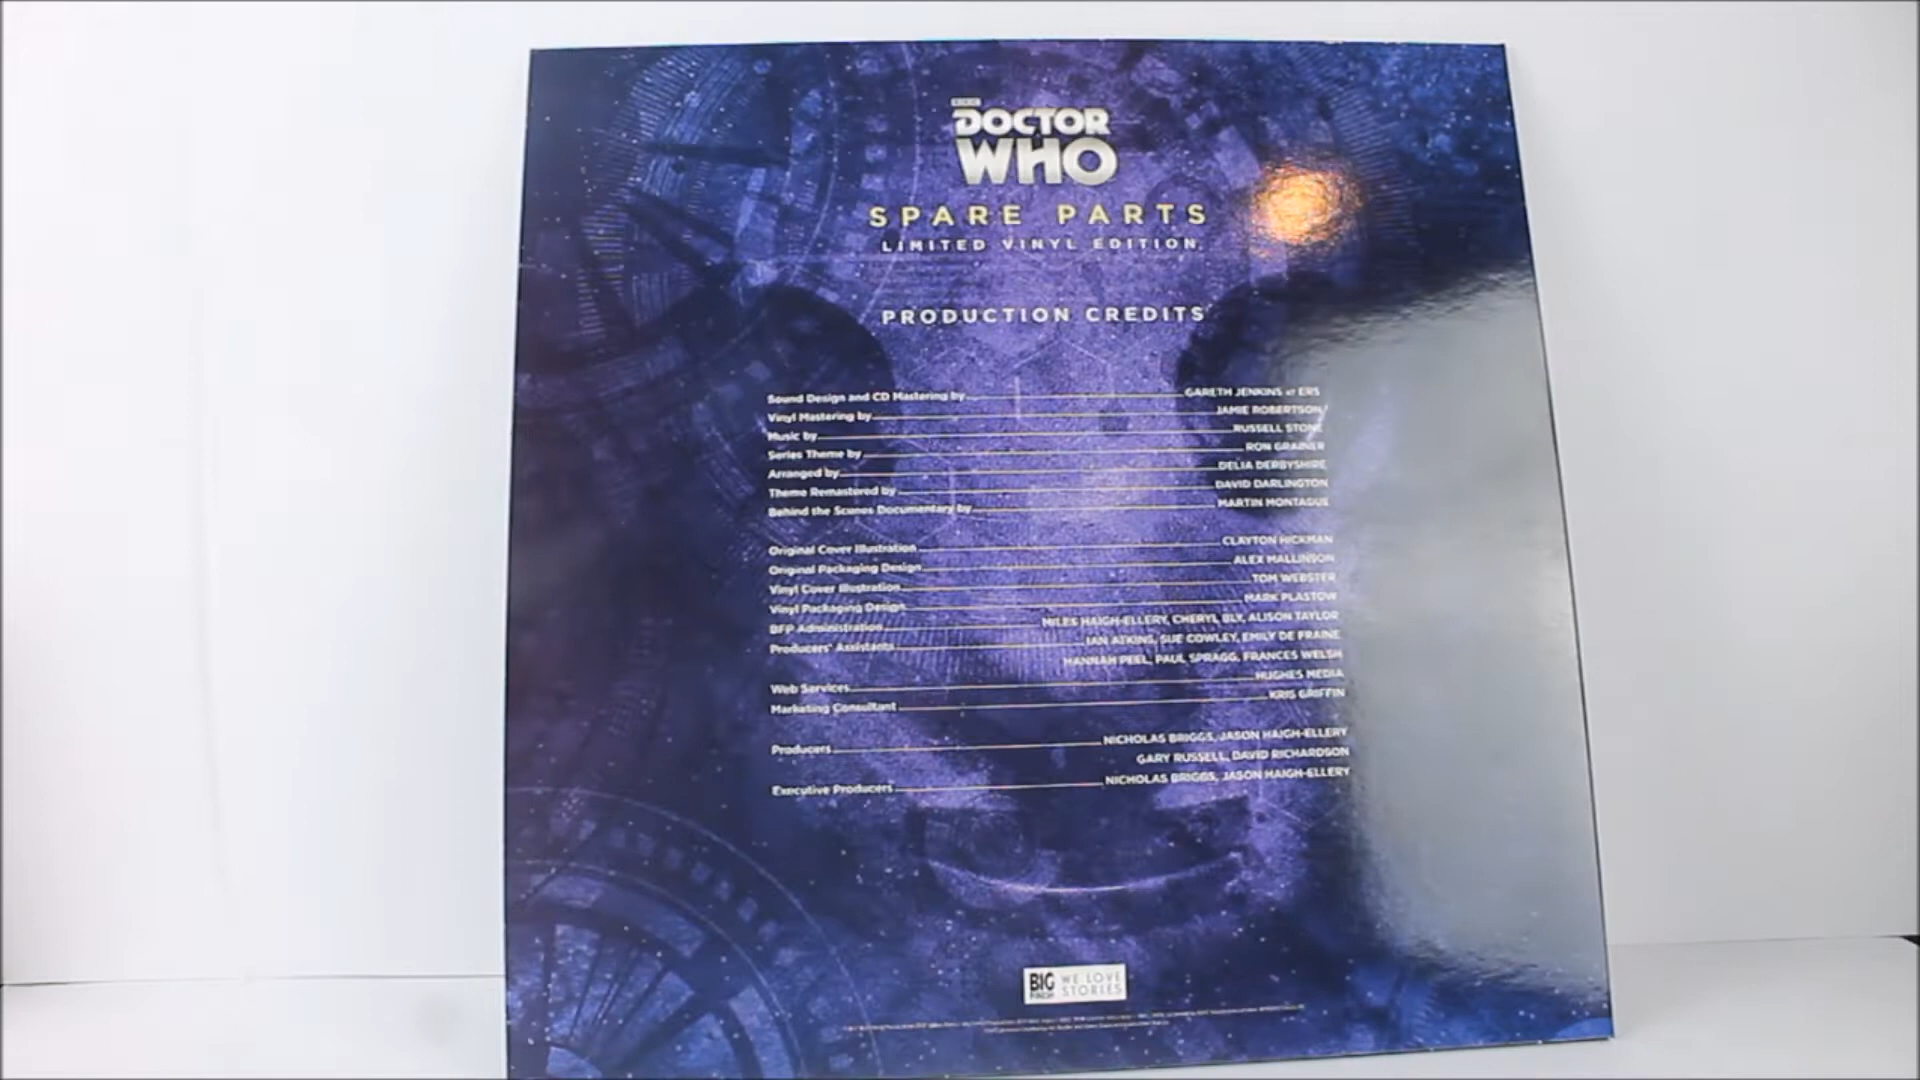 BBC
DOCTOR
WHO
SPARE PARTS
LIMITED VINYL EDITION
PRODUCTION CREDITS
Sound Design and CD Mastering by GARETH JENKINS at ERS
Vinyl Mastering by JAMIE ROBERTSON
Music by RUSSELL STONE
Series Theme by RON GRAINER
Arranged by DELIA DERBYSHIRE
Theme Remastered by DAVID DARLINGTON
Behind the Scenes Documentary by MARTIN MONTAGUE
Original Cover Illustration CLAYTON HICKMAN
Original Packaging Design ALEX MALLINSON
Vinyl Cover Illustration TOM WEBSTER
Vinyl Packaging Design MARK PLASTOW
BFP Administration MILES HAIGH-ELLERY, CHERYL BLY, ALISON TAYLOR
Producers' Assistants IAN ATKINS, SUE COWLEY, EMILY DE FRAINE
HANNAH PEEL, PAUL SPRAGG, FRANCES WELSH
Web Services HUGHES MEDIA
Marketing Consultant KRIS GRIFFIN
Producers NICHOLAS BRIGGS, JASON HAIGH-ELLERY
GARY RUSSELL, DAVID RICHARDSON
Executive Producers NICHOLAS BRIGGS, JASON HAIGH-ELLERY
BIG FINISH WE LOVE STORIES